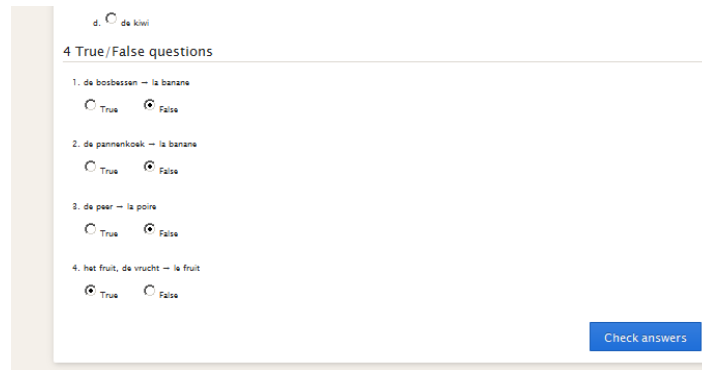 d. de kiwi
4 True/False questions
1. de bosbessen → la banane
True False
2. de pannenkoek → la banane
True False
3. de peer → la poire
True False
4. het fruit, de vrucht → le fruit
True False
Check answers